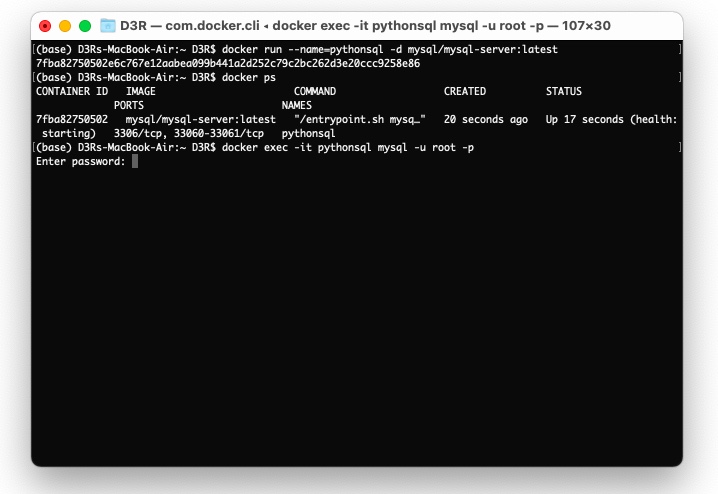 D3R — com.docker.cli ◂ docker exec -it pythonsql mysql -u root -p — 107×30
[(base) D3Rs-MacBook-Air:~ D3R$ docker run --name=pythonsql -d mysql/mysql-server:latest ]
7fba82750502e6c767e12aabea099b441a2d252c79c2bc262d3e20ccc9258e86
[(base) D3Rs-MacBook-Air:~ D3R$ docker ps ]
CONTAINER ID   IMAGE                       COMMAND                  CREATED          STATUS
PORTS                       NAMES
7fba82750502   mysql/mysql-server:latest   "/entrypoint.sh mysq…"   20 seconds ago   Up 17 seconds (health:
starting)   3306/tcp, 33060-33061/tcp   pythonsql
[(base) D3Rs-MacBook-Air:~ D3R$ docker exec -it pythonsql mysql -u root -p ]
Enter password: